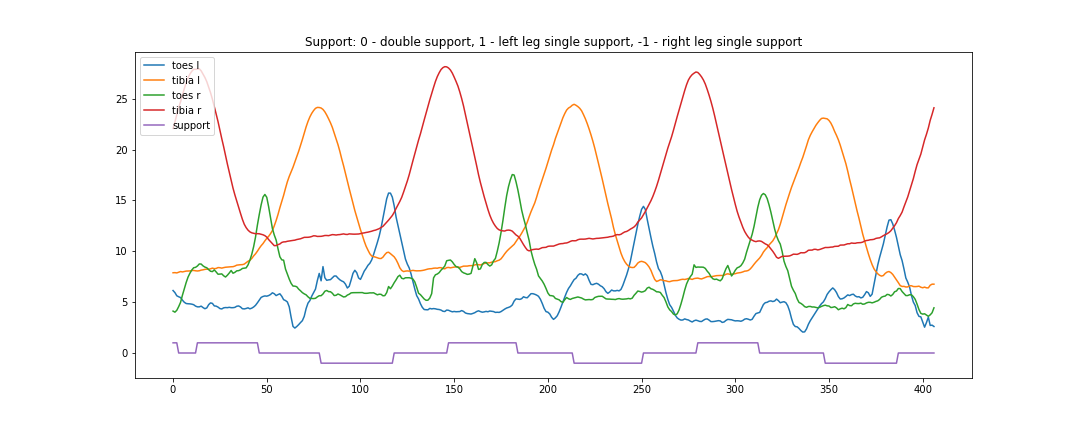 Support: 0 - double support, 1 - left leg single support, -1 - right leg single support
toes l
tibia l
toes r
tibia r
support
25
20
15
10
5
0
0 50 100 150 200 250 300 350 400